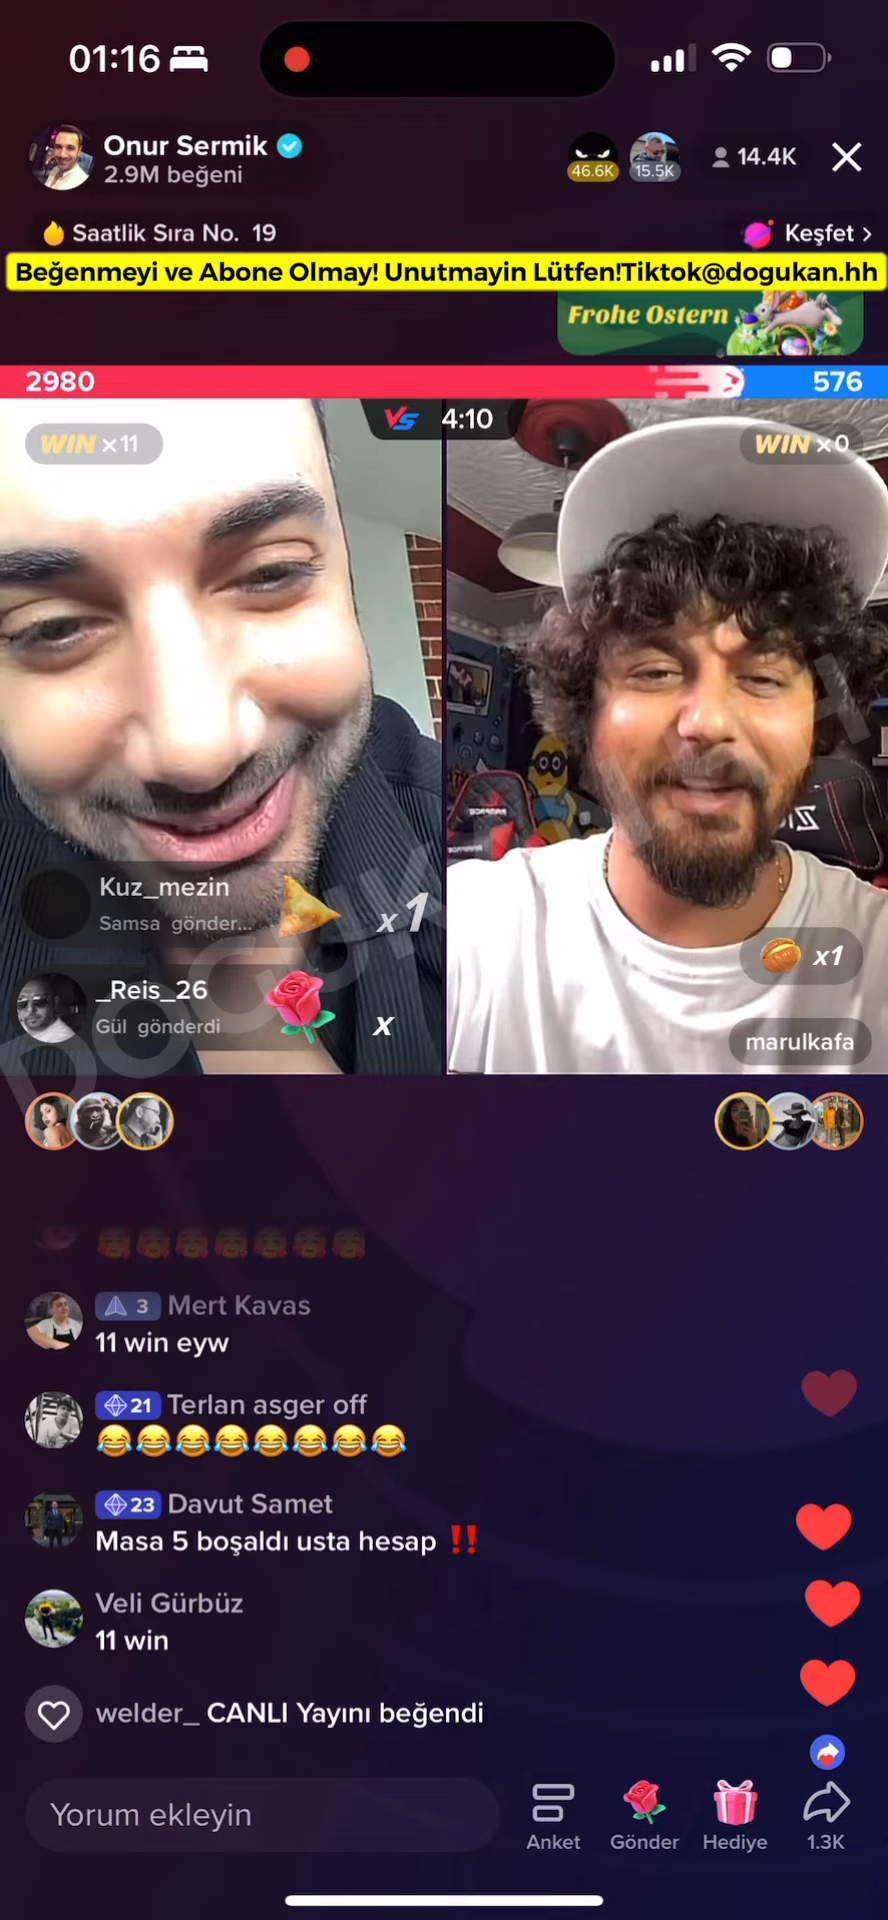 01:16
Onur Sermik
2.9M beğeni
46.6K
15.5K
14.4K
Saatlik Sıra No. 19
Keşfet >
Beğenmeyi ve Abone Olmay! Unutmayin Lütfen!Tiktok@dogukan.hh
Frohe Ostern
2980
576
VS 4:10
WIN x11
WIN x0
Kuz_mezin
Samsa gönder...
x1
_Reis_26
Gül gönderdi
x
x1
marulkafa
3 Mert Kavas
11 win eyw
21 Terlan asger off
😂😂😂😂😂😂😂😂
23 Davut Samet
Masa 5 boşaldı usta hesap ‼️
Veli Gürbüz
11 win
welder_ CANLI Yayını beğendi
Yorum ekleyin
Anket
Gönder
Hediye
1.3K